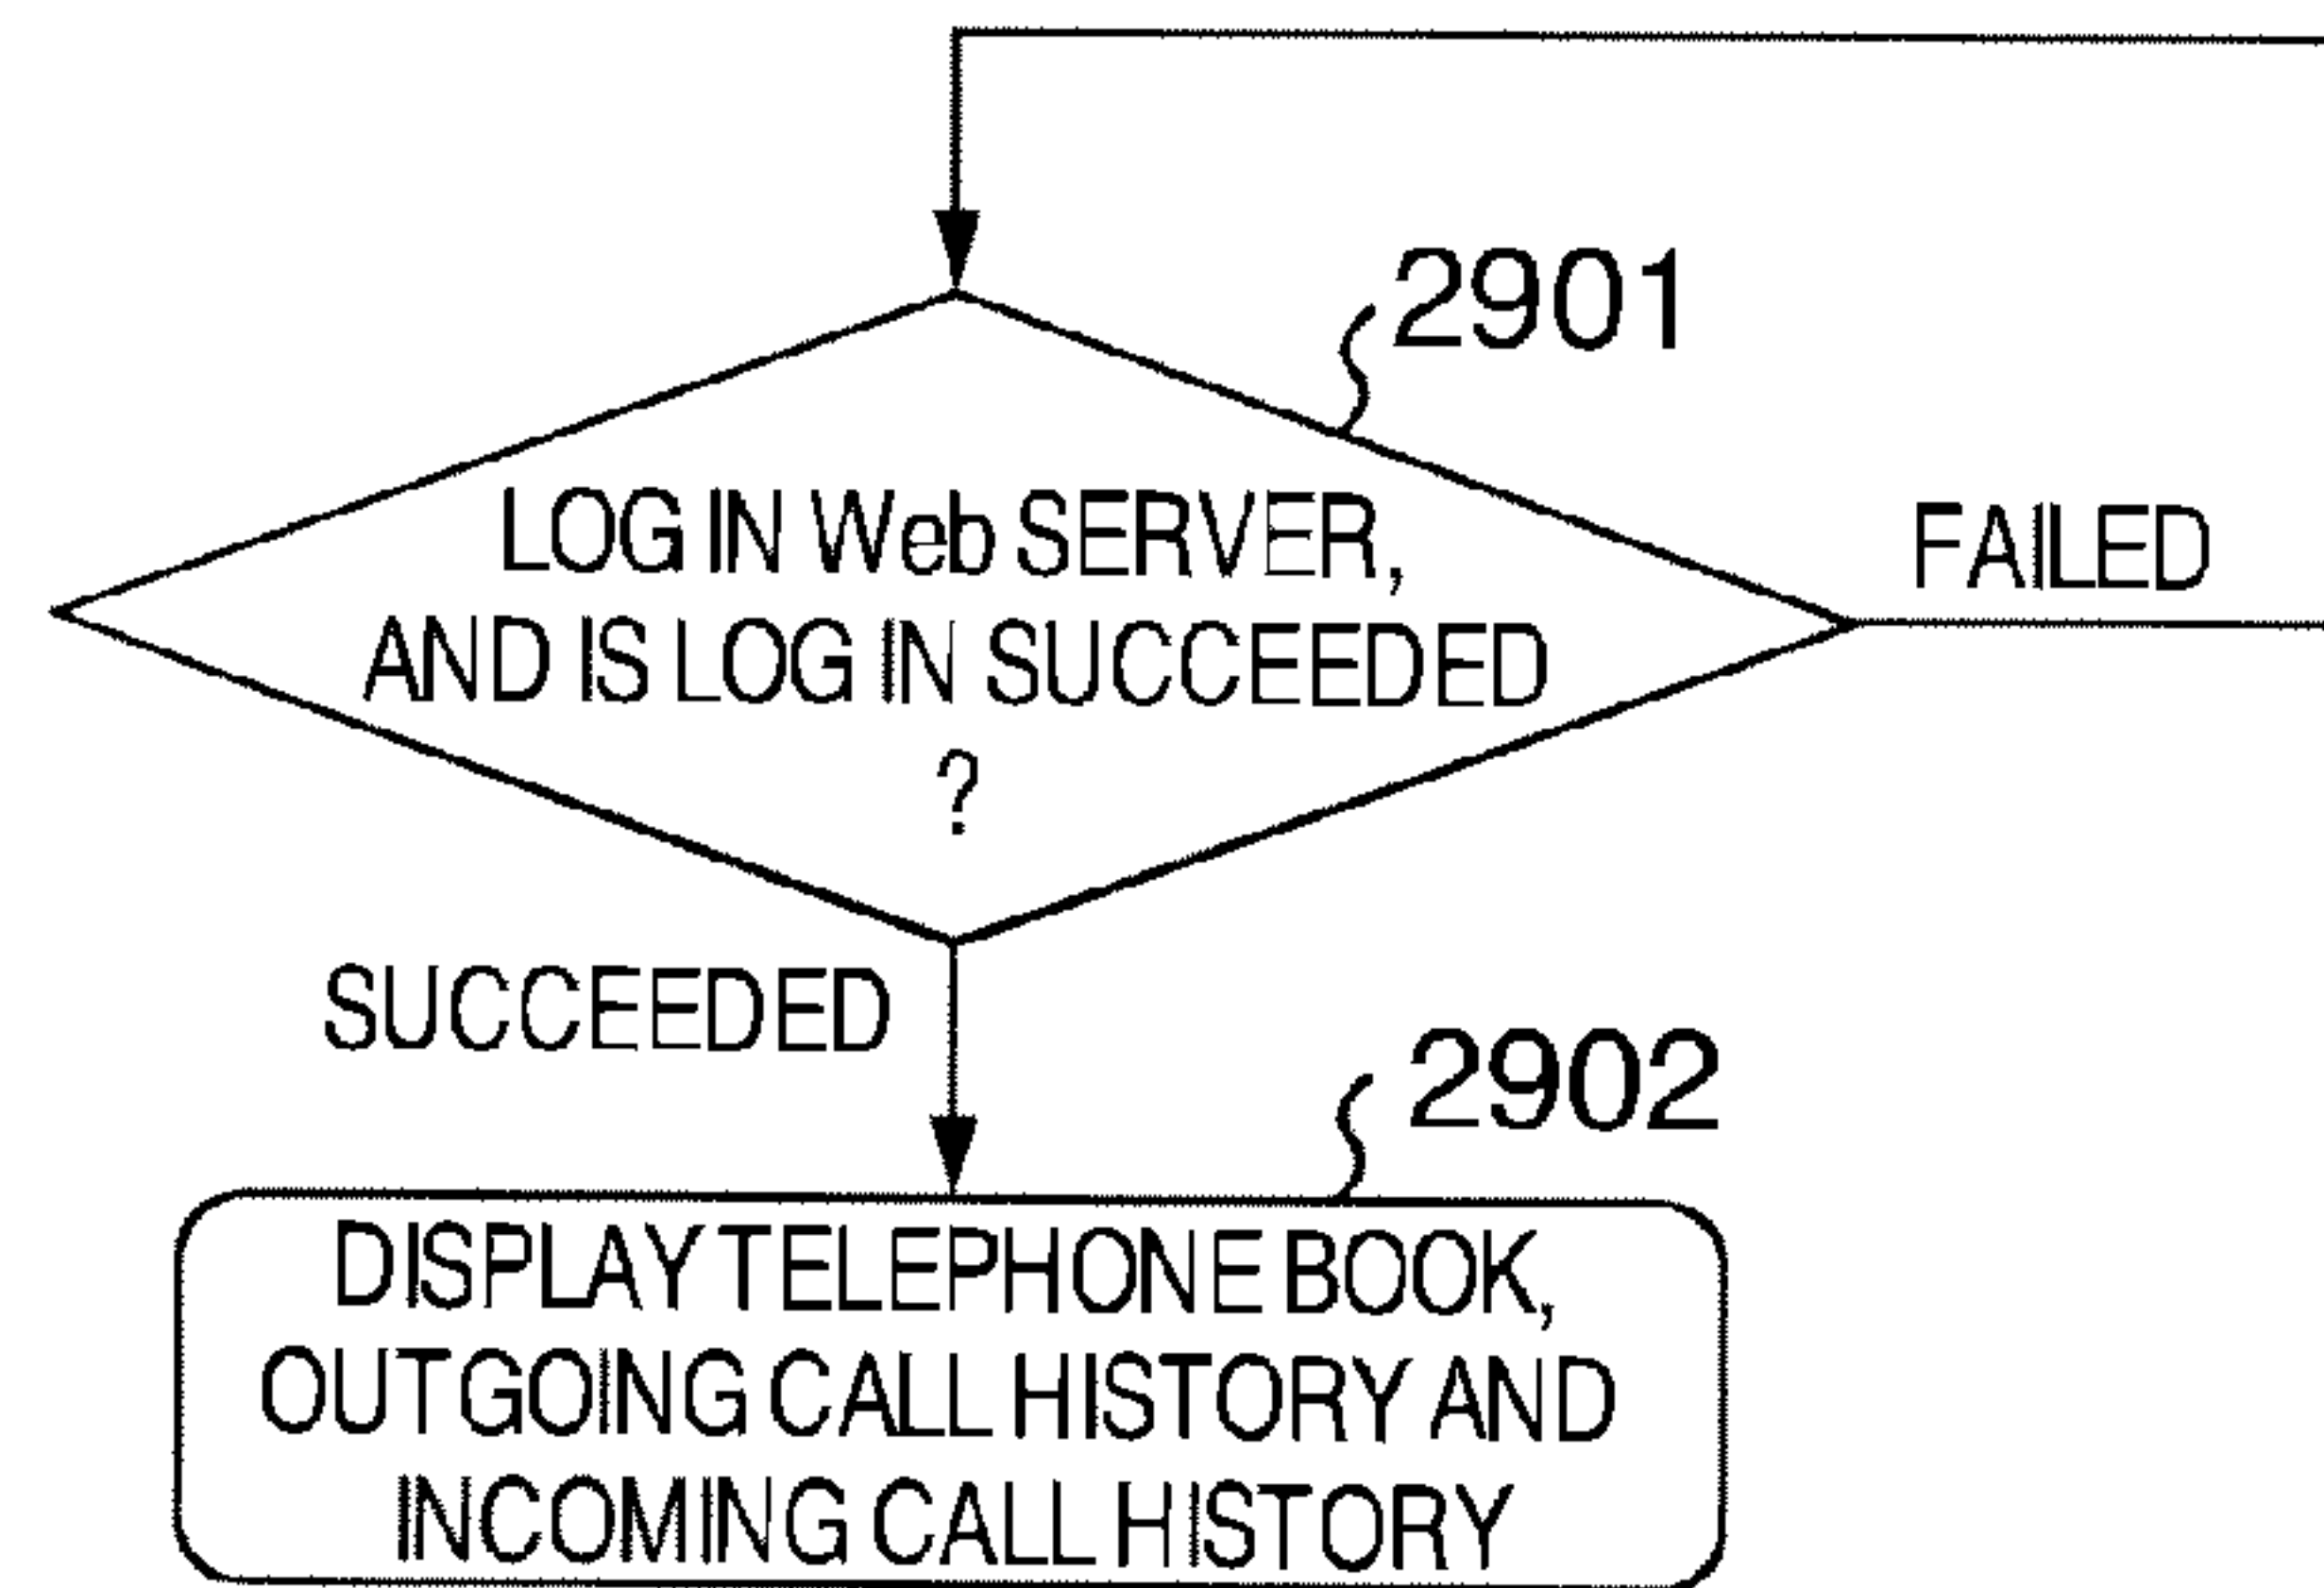 2901
LOG IN Web SERVER,
AND IS LOG IN SUCCEEDED
?
FAILED
SUCCEEDED
2902
DISPLAY TELEPHONE BOOK,
OUTGOING CALL HISTORY AND
INCOMING CALL HISTORY